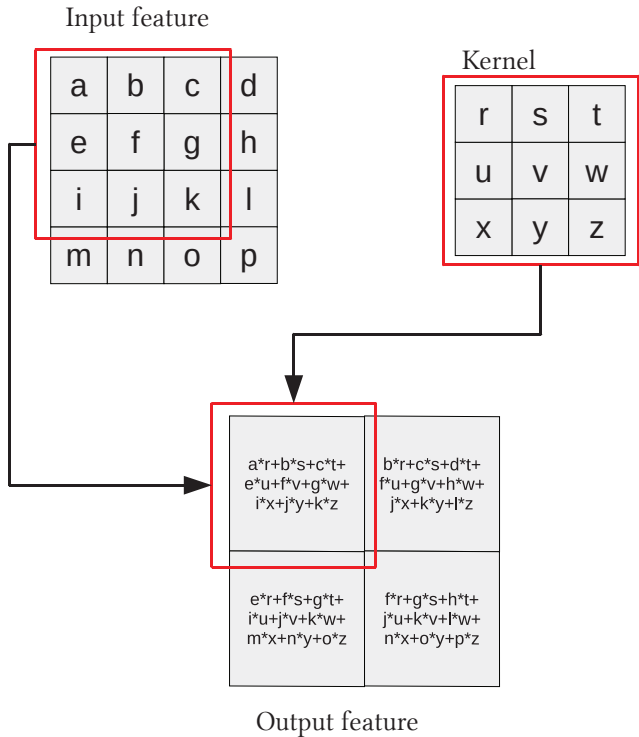 Input feature
Kernel
a b c d
e f g h
i j k l
m n o p
r s t
u v w
x y z
a*r+b*s+c*t+
e*u+f*v+g*w+
i*x+j*y+k*z
b*r+c*s+d*t+
f*u+g*v+h*w+
j*x+k*y+l*z
e*r+f*s+g*t+
i*u+j*v+k*w+
m*x+n*y+o*z
f*r+g*s+h*t+
j*u+k*v+l*w+
n*x+o*y+p*z
Output feature